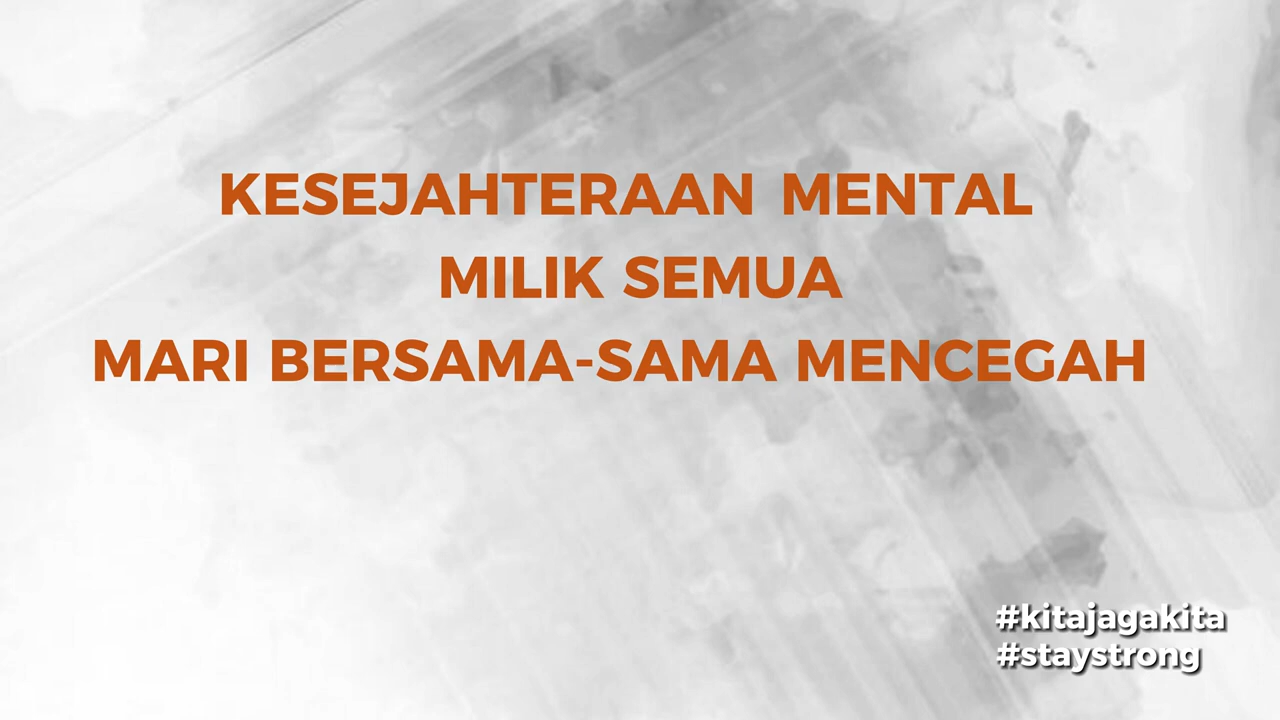 KESEJAHTERAAN MENTAL
MILIK SEMUA
MARI BERSAMA-SAMA MENCEGAH
#kitajagakita
#staystrong